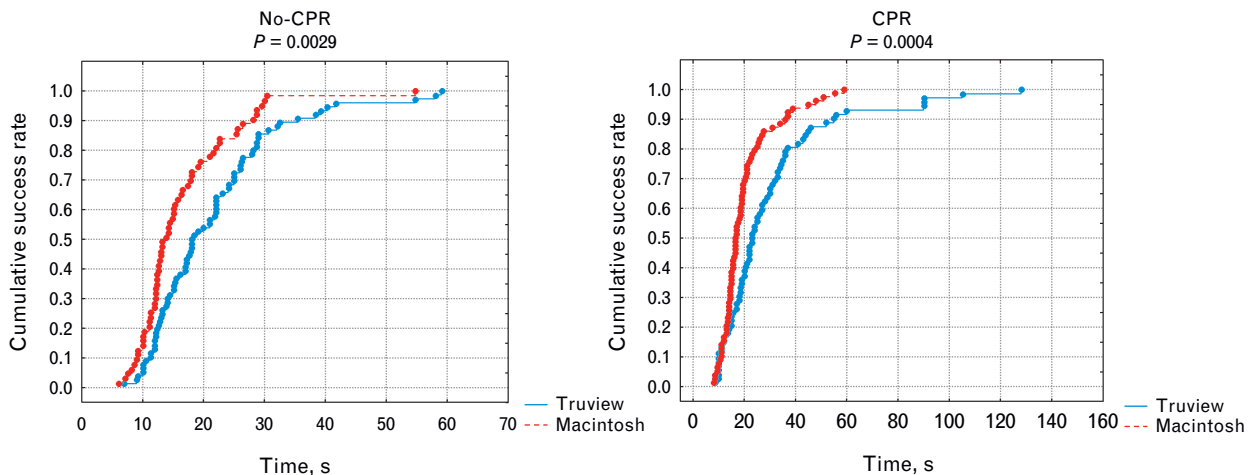 No-CPR
P = 0.0029
Cumulative success rate
1.0
0.9
0.8
0.7
0.6
0.5
0.4
0.3
0.2
0.1
0.0
0 10 20 30 40 50 60 70
Time, s
Truview
Macintosh
CPR
P = 0.0004
Cumulative success rate
1.0
0.9
0.8
0.7
0.6
0.5
0.4
0.3
0.2
0.1
0.0
0 20 40 60 80 100 120 140 160
Time, s
Truview
Macintosh